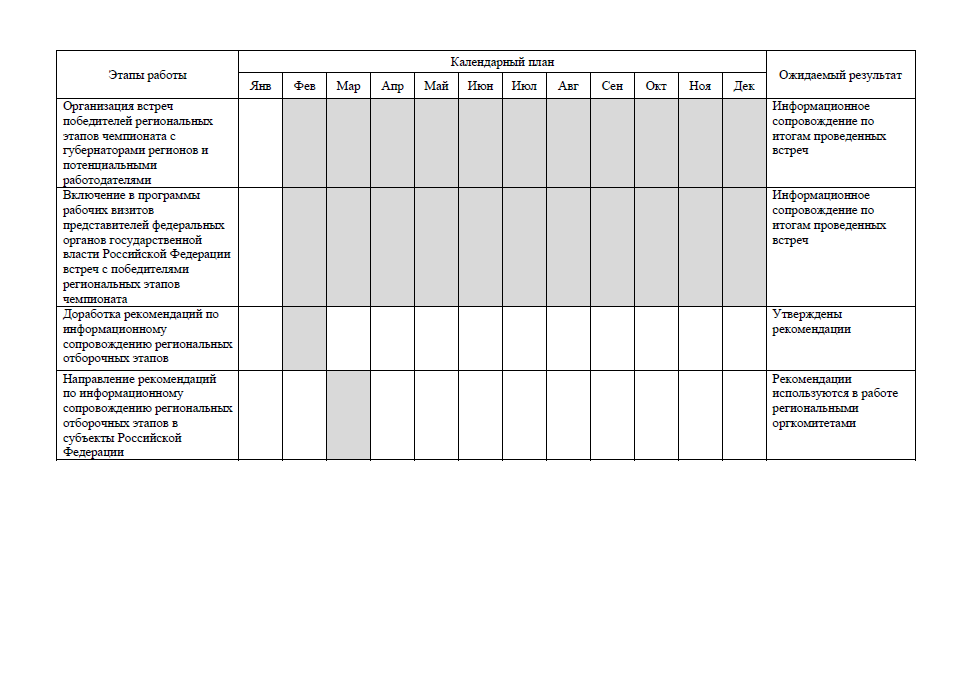 Этапы работы
Календарный план
Ожидаемый результат
Янв Фев Мар Апр Май Июн Июл Авг Сен Окт Ноя Дек
Организация встреч
победителей региональных
этапов чемпионата с
губернаторами регионов и
потенциальными
работодателями
Информационное
сопровождение по
итогам проведенных
встреч
Включение в программы
рабочих визитов
представителей федеральных
органов государственной
власти Российской Федерации
встреч с победителями
региональных этапов
чемпионата
Информационное
сопровождение по
итогам проведенных
встреч
Доработка рекомендаций по
информационному
сопровождению региональных
отборочных этапов
Утверждены
рекомендации
Направление рекомендаций
по информационному
сопровождению региональных
отборочных этапов в
субъекты Российской
Федерации
Рекомендации
используются в работе
региональными
оргкомитетами